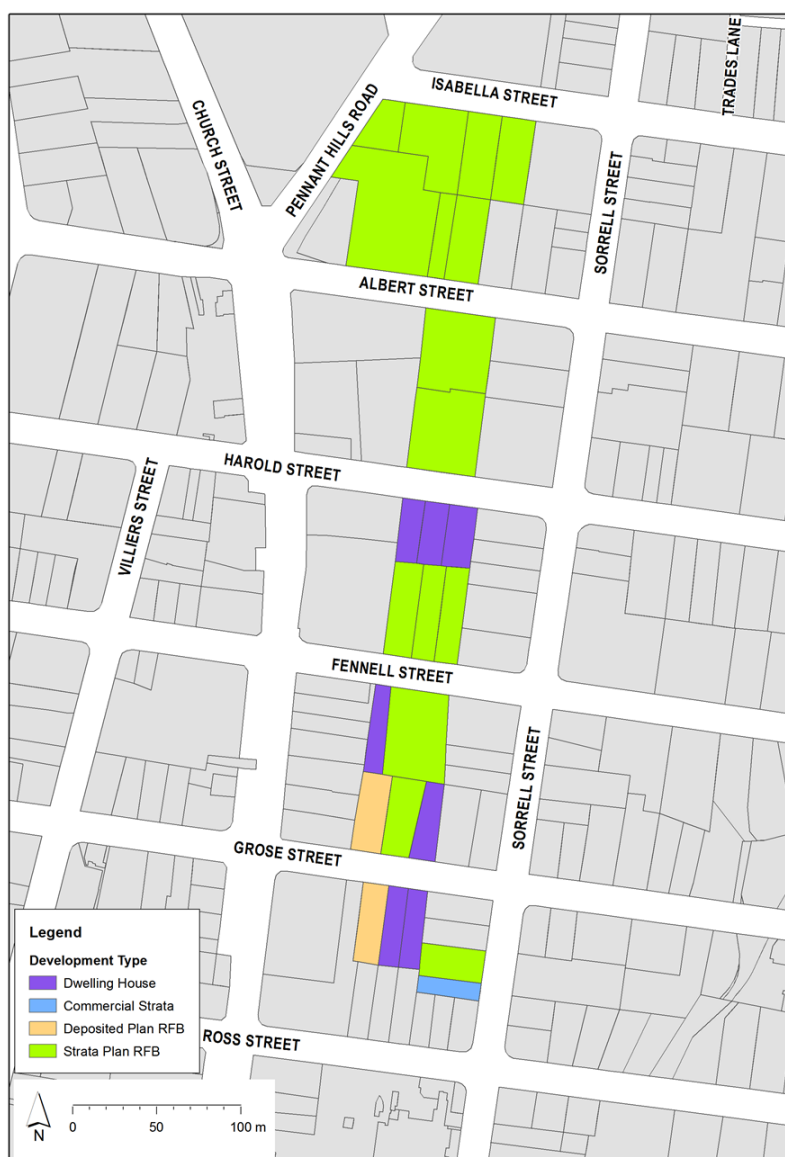 TRADES LANE
ISABELLA STREET
CHURCH STREET
PENNANT HILLS ROAD
SORRELL STREET
ALBERT STREET
HAROLD STREET
VILLIERS STREET
FENNELL STREET
SORRELL STREET
GROSE STREET
Legend
Development Type
Dwelling House
Commercial Strata
Deposited Plan RFB
Strata Plan RFB
ROSS STREET
N
0 50 100 m